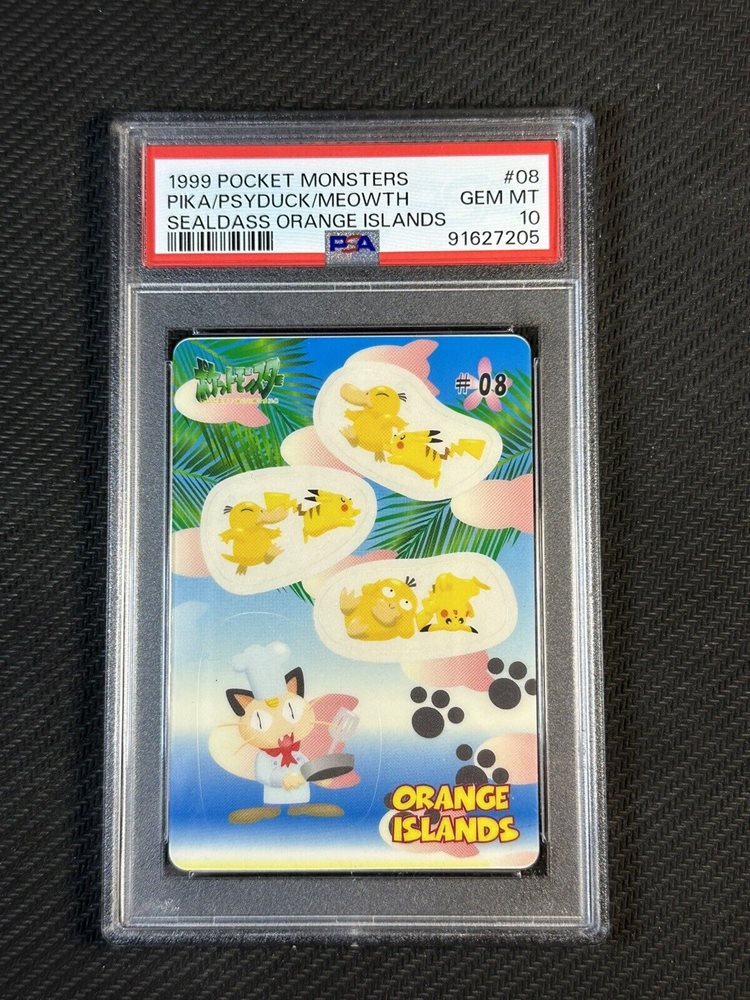 1999 POCKET MONSTERS #08
PIKA/PSYDUCK/MEOWTH GEM MT
SEALDASS ORANGE ISLANDS 10
PSA 91627205
ポケットモンスター
#08
ORANGE
ISLANDS